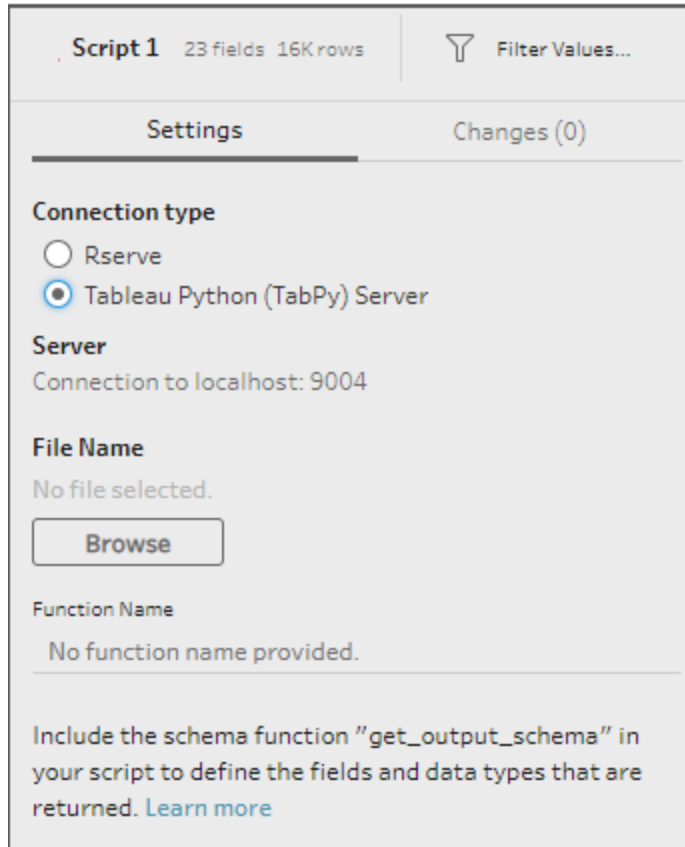 Script 1 23 fields 16K rows Filter Values...
Settings Changes (0)
Connection type
Rserve
Tableau Python (TabPy) Server
Server
Connection to localhost: 9004
File Name
No file selected.
Browse
Function Name
No function name provided.
Include the schema function "get_output_schema" in
your script to define the fields and data types that are
returned. Learn more